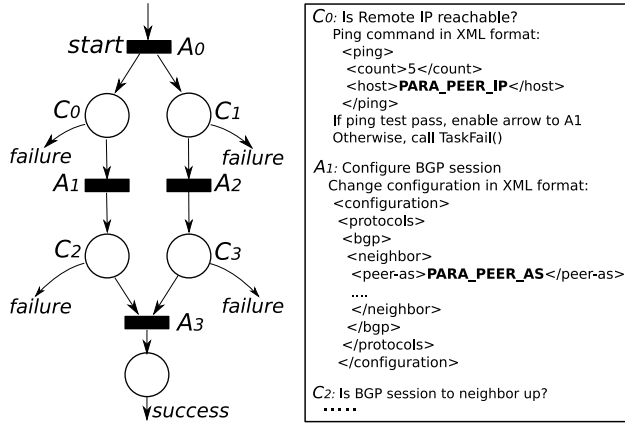 start A0
C0 C1
failure failure
A1 A2
C2 C3
failure failure
A3
success
C0: Is Remote IP reachable?
Ping command in XML format:
<ping>
<count>5</count>
<host>PARA_PEER_IP</host>
</ping>
If ping test pass, enable arrow to A1
Otherwise, call TaskFail()
A1: Configure BGP session
Change configuration in XML format:
<configuration>
<protocols>
<bgp>
<neighbor>
<peer-as>PARA_PEER_AS</peer-as>
....
</neighbor>
</bgp>
</protocols>
</configuration>
C2: Is BGP session to neighbor up?
.....